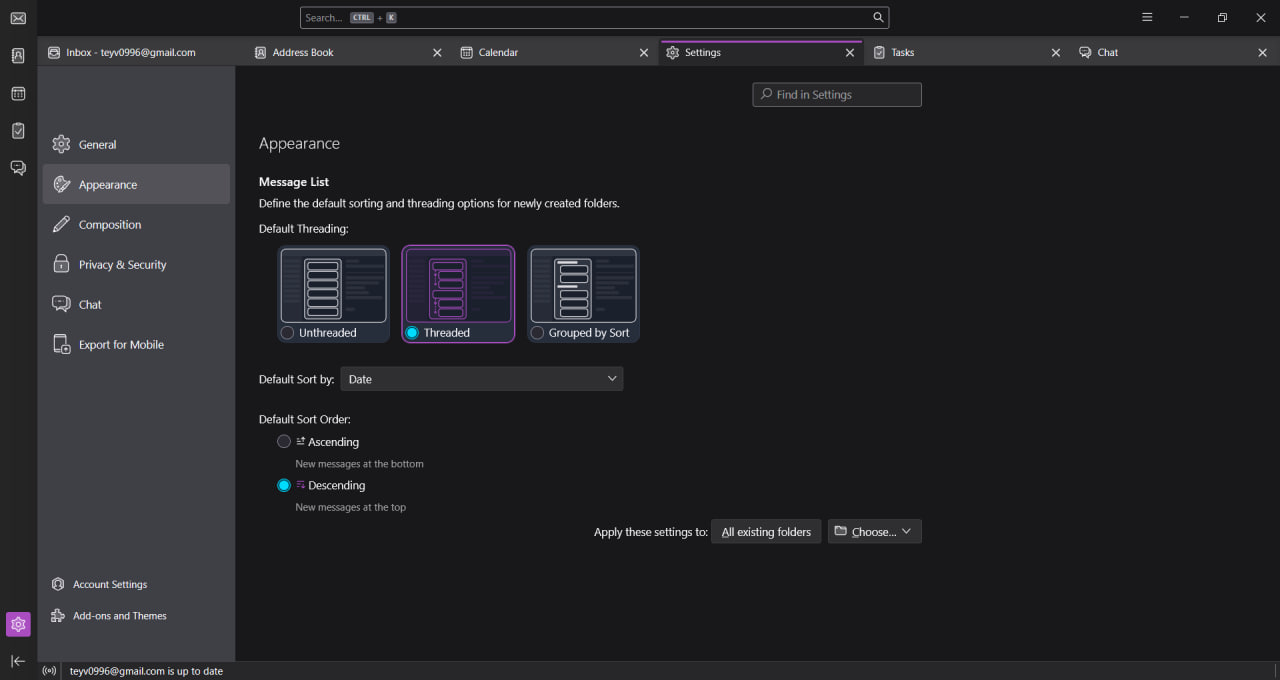 Search... CTRL + K
Inbox - teyv0996@gmail.com
Address Book
Calendar
Settings
Tasks
Chat
Find in Settings
General
Appearance
Composition
Privacy & Security
Chat
Export for Mobile
Account Settings
Add-ons and Themes
Appearance
Message List
Define the default sorting and threading options for newly created folders.
Default Threading:
Unthreaded
Threaded
Grouped by Sort
Default Sort by: Date
Default Sort Order:
Ascending
New messages at the bottom
Descending
New messages at the top
Apply these settings to: All existing folders Choose...
teyv0996@gmail.com is up to date